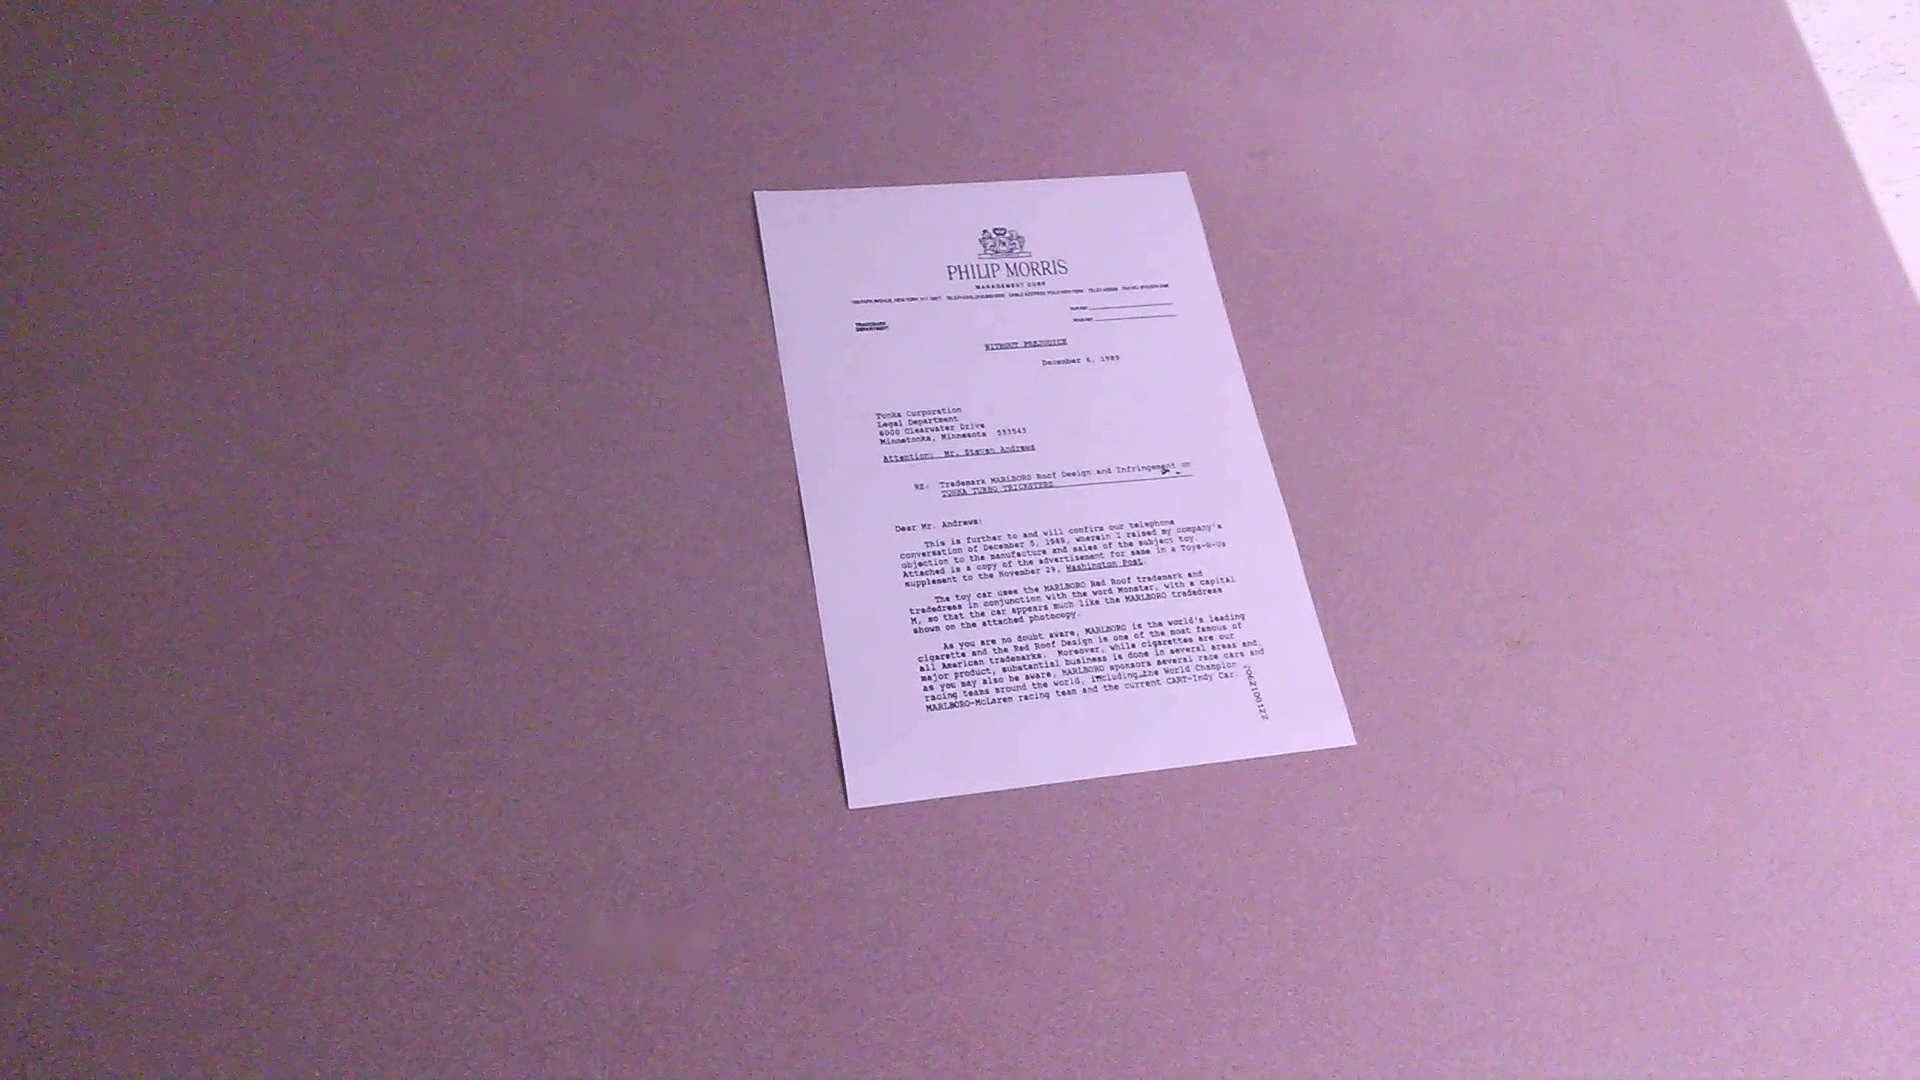 PHILIP MORRIS
MANAGEMENT CORP.
TRADEMARK
DEPARTMENT
WITHOUT PREJUDICE
December 6, 1989
Tonka Corporation
Legal Department
6000 Clearwater Drive
Minnetonka, Minnesota 553543
Attention: Mr. Steven Andrews
RE: Trademark MARLBORO Roof Design and Infringement on
TONKA TURBO TRICKSTERS
Dear Mr. Andrews:
This is further to and will confirm our telephone
conversation of December 5, 1989, wherein I raised my company's
objection to the manufacture and sales of the subject toy.
Attached is a copy of the advertisement for same in a Toys-R-Us
supplement to the November 29, Washington Post.
The toy car uses the MARLBORO Red Roof trademark and
tradedress in conjunction with the word Monster, with a capital
M, so that the car appears much like the MARLBORO tradedress
shown on the attached photocopy.
As you are no doubt aware, MARLBORO is the world's leading
cigarette and the Red Roof Design is one of the most famous of
all American trademarks. Moreover, while cigarettes are our
major product, substantial business is done in several areas and,
as you may also be aware, MARLBORO sponsors several race cars and
racing teams around the world, including the World Champion
MARLBORO-McLaren racing team and the current CART-Indy Car